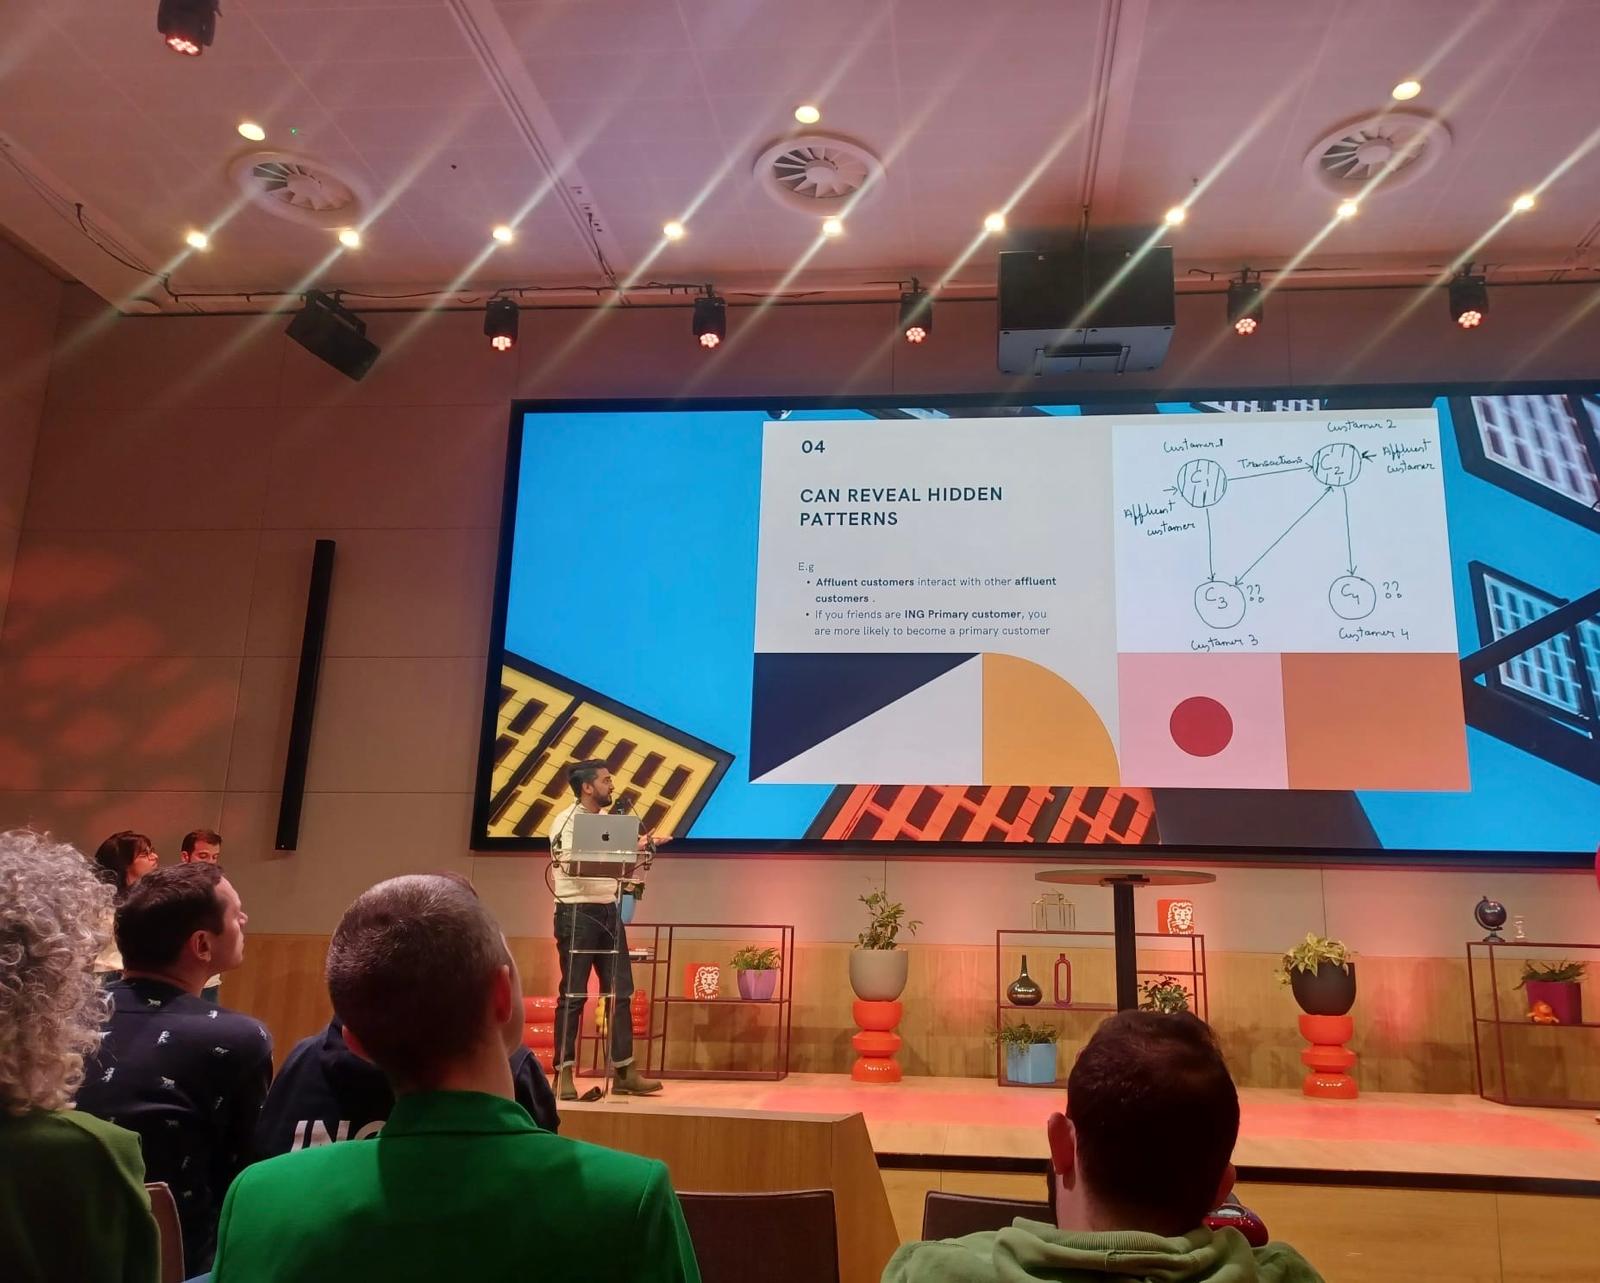 04
CAN REVEAL HIDDEN
PATTERNS
E.g
• Affluent customers interact with other affluent
customers .
• If you friends are ING Primary customer, you
are more likely to become a primary customer
Customer 1
Customer 2
C1
Transactions
C2
Affluent
customer
Affluent
customer
C3
??
C4
??
Customer 3
Customer 4
ING